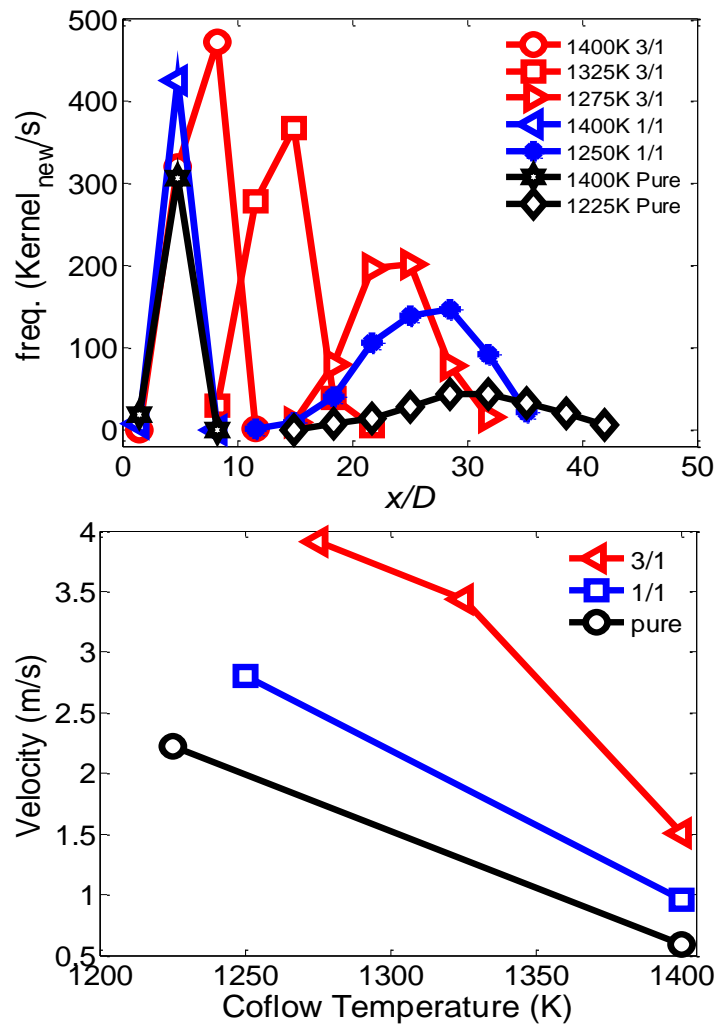 500
400
300
200
100
0
freq. (Kernel_new/s)
1400K 3/1
1325K 3/1
1275K 3/1
1400K 1/1
1250K 1/1
1400K Pure
1225K Pure
0 10 20 30 40 50
x/D
4
3.5
3
2.5
2
1.5
1
0.5
Velocity (m/s)
3/1
1/1
pure
1200 1250 1300 1350 1400
Coflow Temperature (K)